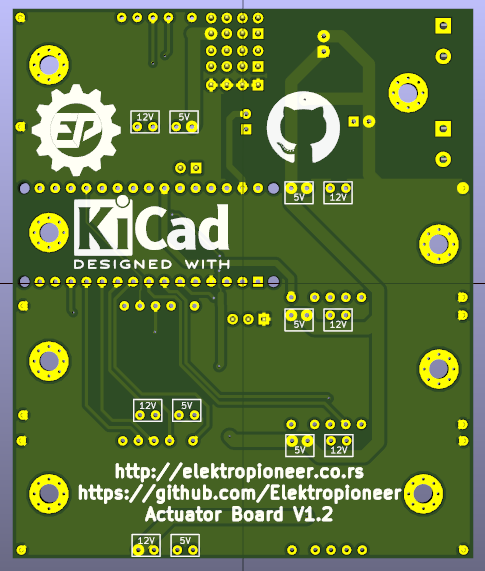 EP
12V 5V
KiCad
DESIGNED WITH
5V 12V
5V 12V
12V 5V
5V 12V
http://elektropioneer.co.rs
https://github.com/Elektropioneer
Actuator Board V1.2
12V 5V